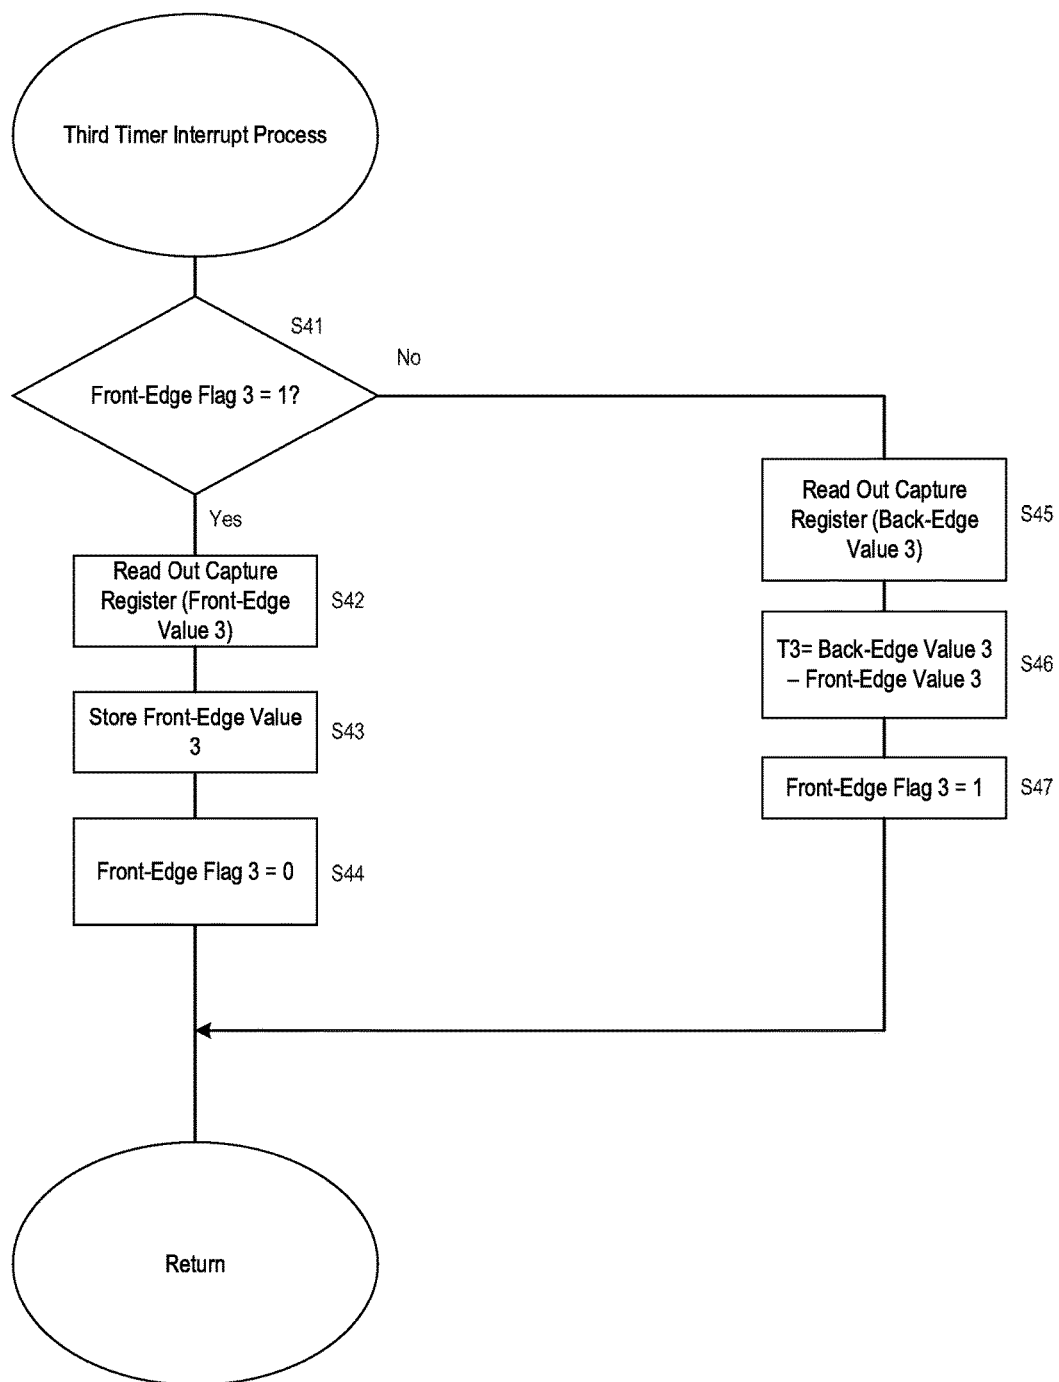 Third Timer Interrupt Process
S41
No
Front-Edge Flag 3 = 1?
Yes
Read Out Capture
Register (Front-Edge
Value 3)
S42
Store Front-Edge Value
3
S43
Front-Edge Flag 3 = 0
S44
Read Out Capture
Register (Back-Edge
Value 3)
S45
T3= Back-Edge Value 3
– Front-Edge Value 3
S46
Front-Edge Flag 3 = 1
S47
Return